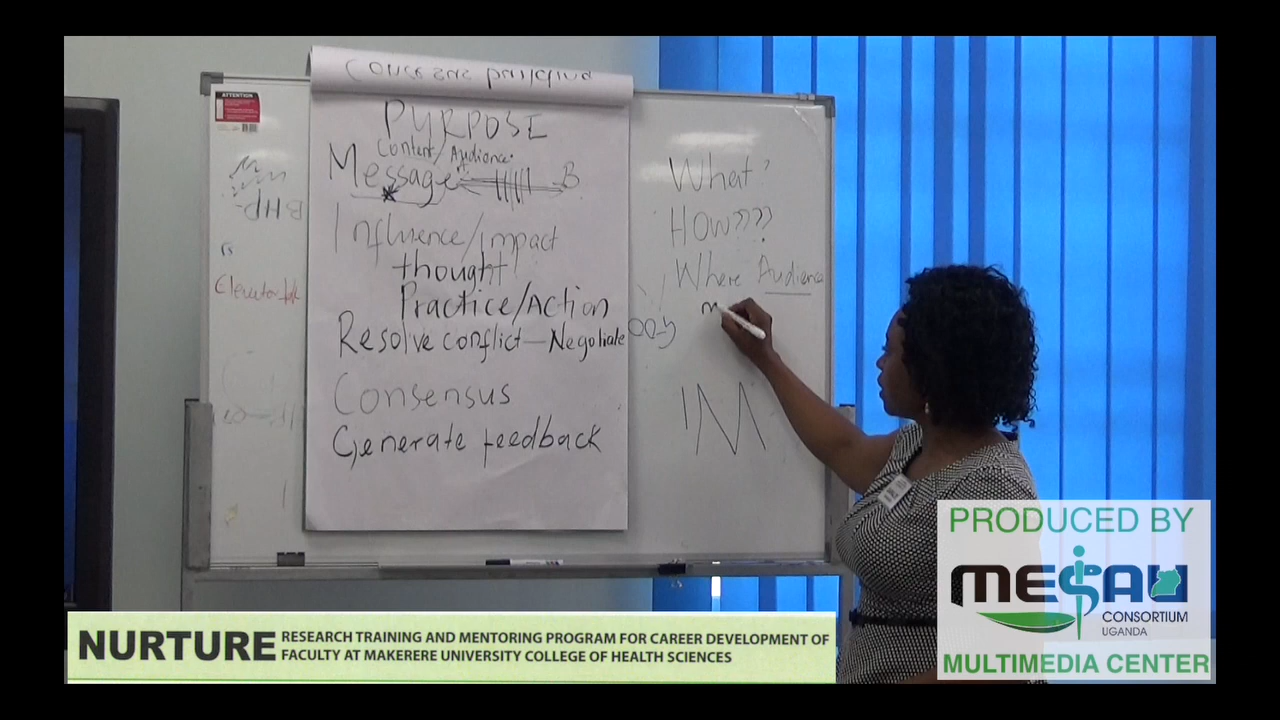 ATTENTION
PURPOSE
Content/Audience.
Message B
Influence/impact
thought
Practice/Action
Resolve conflict—Negotiate
Consensus
Generate feedback
BHP-
Elevator
What?
How????
Where Audience
M
NURTURE
RESEARCH TRAINING AND MENTORING PROGRAM FOR CAREER DEVELOPMENT OF
FACULTY AT MAKERERE UNIVERSITY COLLEGE OF HEALTH SCIENCES
PRODUCED BY
MESAU
CONSORTIUM
UGANDA
MULTIMEDIA CENTER